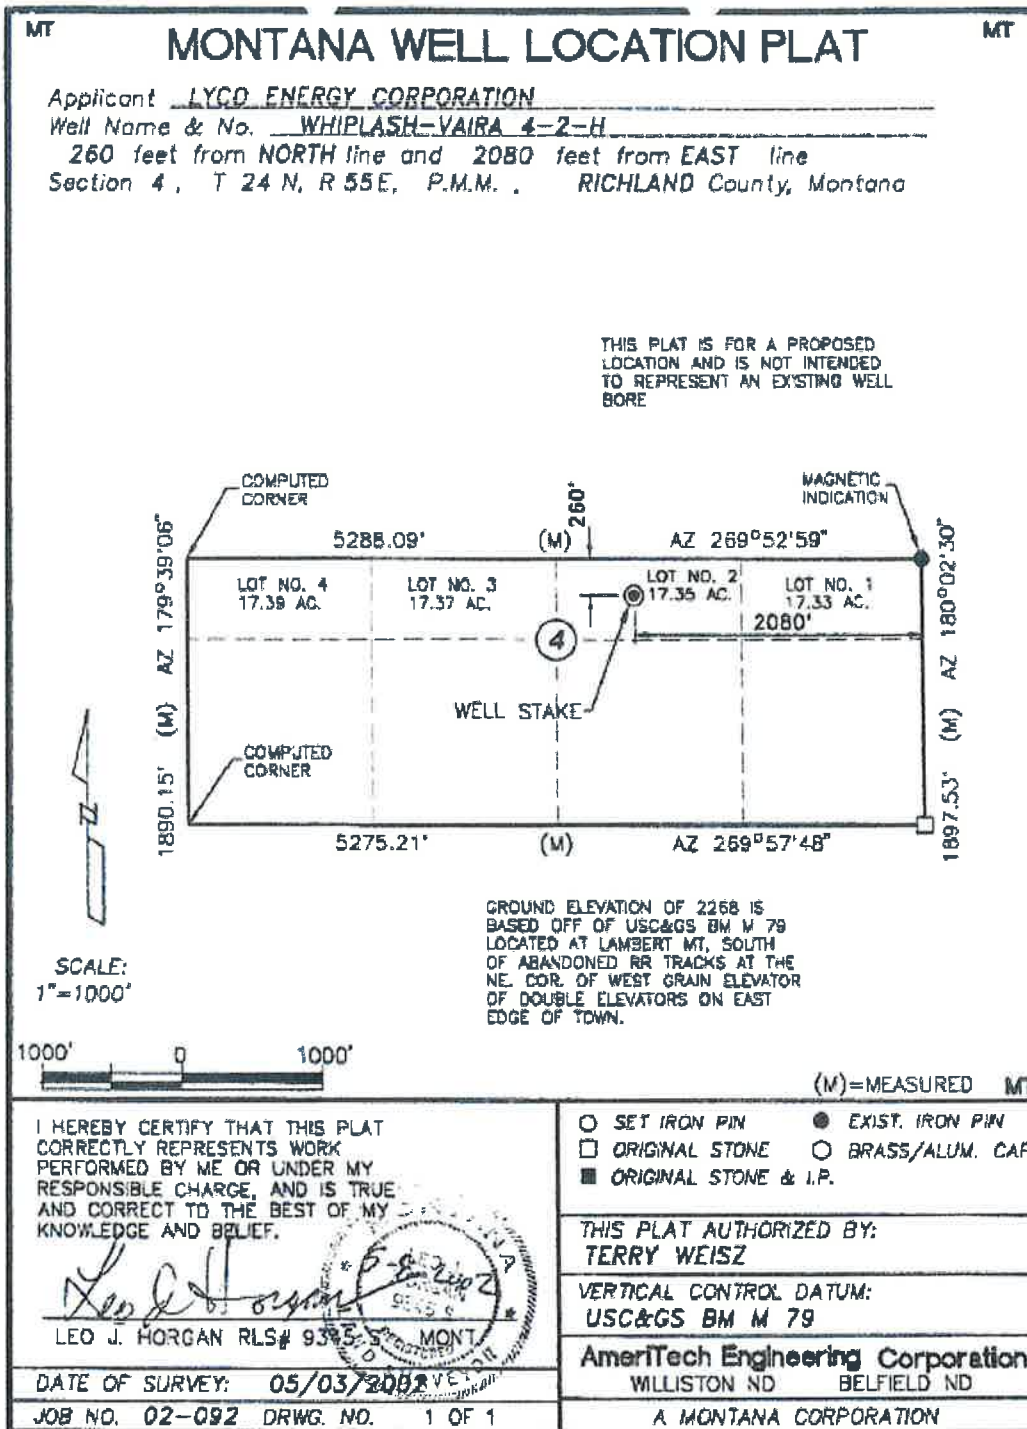 MT
MT
MONTANA WELL LOCATION PLAT
Applicant LYCO ENERGY CORPORATION
Well Name & No. WHIPLASH-VAIRA 4-2-H
260 feet from NORTH line and 2080 feet from EAST line
Section 4, T 24 N, R 55E, P.M.M., RICHLAND County, Montana
THIS PLAT IS FOR A PROPOSED
LOCATION AND IS NOT INTENDED
TO REPRESENT AN EXISTING WELL
BORE
COMPUTED
CORNER
MAGNETIC
INDICATION
260'
5288.09' (M) AZ 269°52'59"
1890.15' (M) AZ 179°39'06"
1897.53' (M) AZ 180°02'30"
LOT NO. 4
17.39 AC.
LOT NO. 3
17.37 AC.
LOT NO. 2
17.35 AC.
LOT NO. 1
17.33 AC.
2080'
4
WELL STAKE
COMPUTED
CORNER
5275.21' (M) AZ 269°57'48"
N
GROUND ELEVATION OF 2268 IS
BASED OFF OF USC&GS BM M 79
LOCATED AT LAMBERT MT, SOUTH
OF ABANDONED RR TRACKS AT THE
NE. COR. OF WEST GRAIN ELEVATOR
OF DOUBLE ELEVATORS ON EAST
EDGE OF TOWN.
SCALE:
1"=1000'
1000' 0 1000'
(M)=MEASURED MT
I HEREBY CERTIFY THAT THIS PLAT
CORRECTLY REPRESENTS WORK
PERFORMED BY ME OR UNDER MY
RESPONSIBLE CHARGE, AND IS TRUE
AND CORRECT TO THE BEST OF MY
KNOWLEDGE AND BELIEF.
Leo J Horgan
REGISTERED
LEO J. HORGAN RLS# 9345 S MONT.
DATE OF SURVEY: 05/03/2002
JOB NO. 02-092 DRWG. NO. 1 OF 1
SET IRON PIN EXIST. IRON PIN
ORIGINAL STONE BRASS/ALUM. CAP
ORIGINAL STONE & I.P.
THIS PLAT AUTHORIZED BY:
TERRY WEISZ
VERTICAL CONTROL DATUM:
USC&GS BM M 79
AmeriTech Engineering Corporation
WILLISTON ND BELFIELD ND
A MONTANA CORPORATION